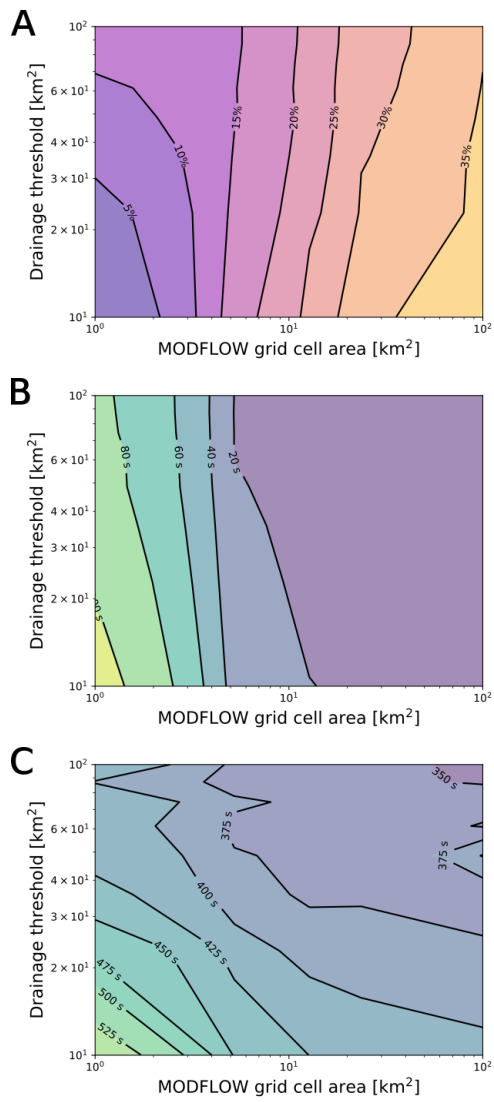 A
Drainage threshold [km²]
10²
6 × 10¹
4 × 10¹
3 × 10¹
2 × 10¹
10¹
5%
10%
15%
20%
25%
30%
35%
10⁰
10¹
10²
MODFLOW grid cell area [km²]
B
Drainage threshold [km²]
10²
6 × 10¹
4 × 10¹
3 × 10¹
2 × 10¹
10¹
80 s
60 s
40 s
20 s
10⁰
10¹
10²
MODFLOW grid cell area [km²]
C
Drainage threshold [km²]
10²
6 × 10¹
4 × 10¹
3 × 10¹
2 × 10¹
10¹
350 s
375 s
375 s
400 s
425 s
450 s
475 s
500 s
525 s
10⁰
10¹
10²
MODFLOW grid cell area [km²]